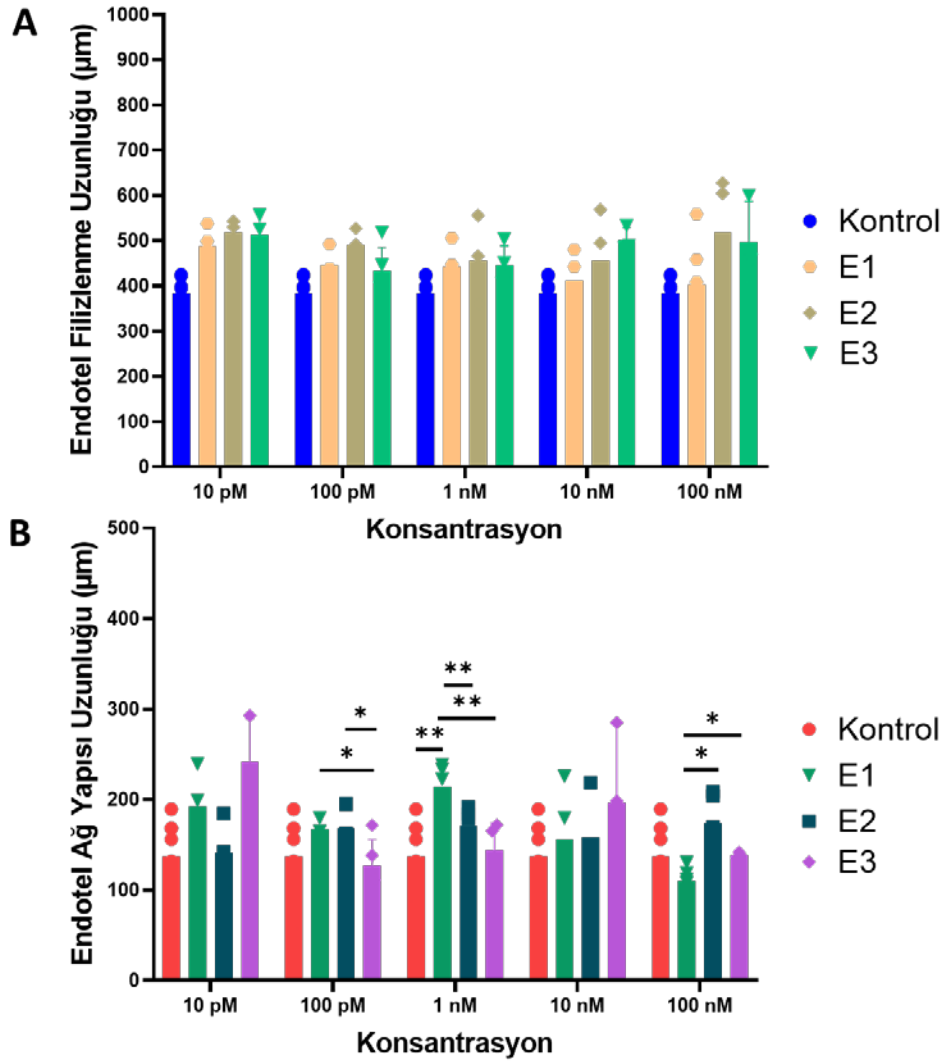 A
Endotel Filizlenme Uzunluğu (µm)
1000
900
800
700
600
500
400
300
200
100
0
10 pM
100 pM
1 nM
10 nM
100 nM
Konsantrasyon
Kontrol
E1
E2
E3
B
Endotel Ağ Yapısı Uzunluğu (µm)
500
400
300
200
100
0
**
**
**
*
*
*
*
10 pM
100 pM
1 nM
10 nM
100 nM
Konsantrasyon
Kontrol
E1
E2
E3